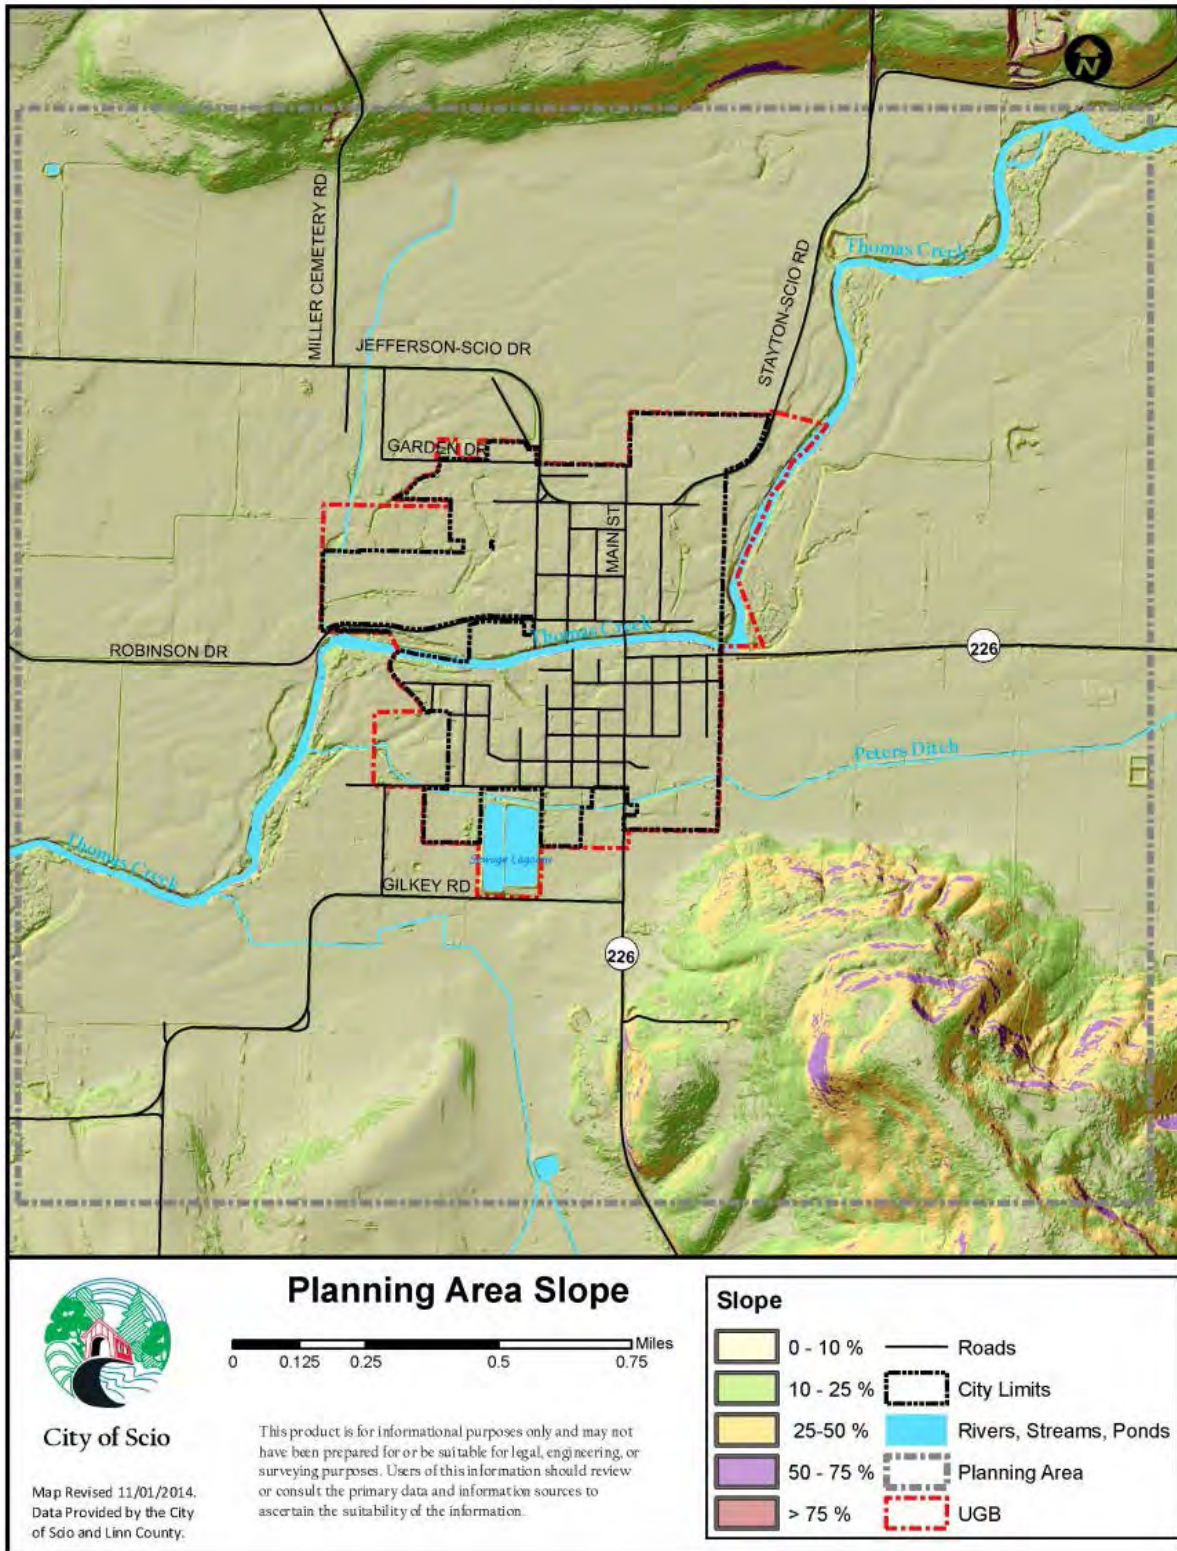 N
MILLER CEMETERY RD
STAYTON-SCIO RD
Thomas Creek
JEFFERSON-SCIO DR
GARDEN DR
MAIN ST
Thomas Creek
ROBINSON DR
226
Peters Ditch
Thomas Creek
Sewage Lagoons
GILKEY RD
226
Planning Area Slope
Miles
0 0.125 0.25 0.5 0.75
City of Scio
Map Revised 11/01/2014.
Data Provided by the City
of Scio and Linn County.
This product is for informational purposes only and may not
have been prepared for or be suitable for legal, engineering, or
surveying purposes. Users of this information should review
or consult the primary data and information sources to
ascertain the suitability of the information.
Slope
0 - 10 % Roads
10 - 25 % City Limits
25-50 % Rivers, Streams, Ponds
50 - 75 % Planning Area
> 75 % UGB